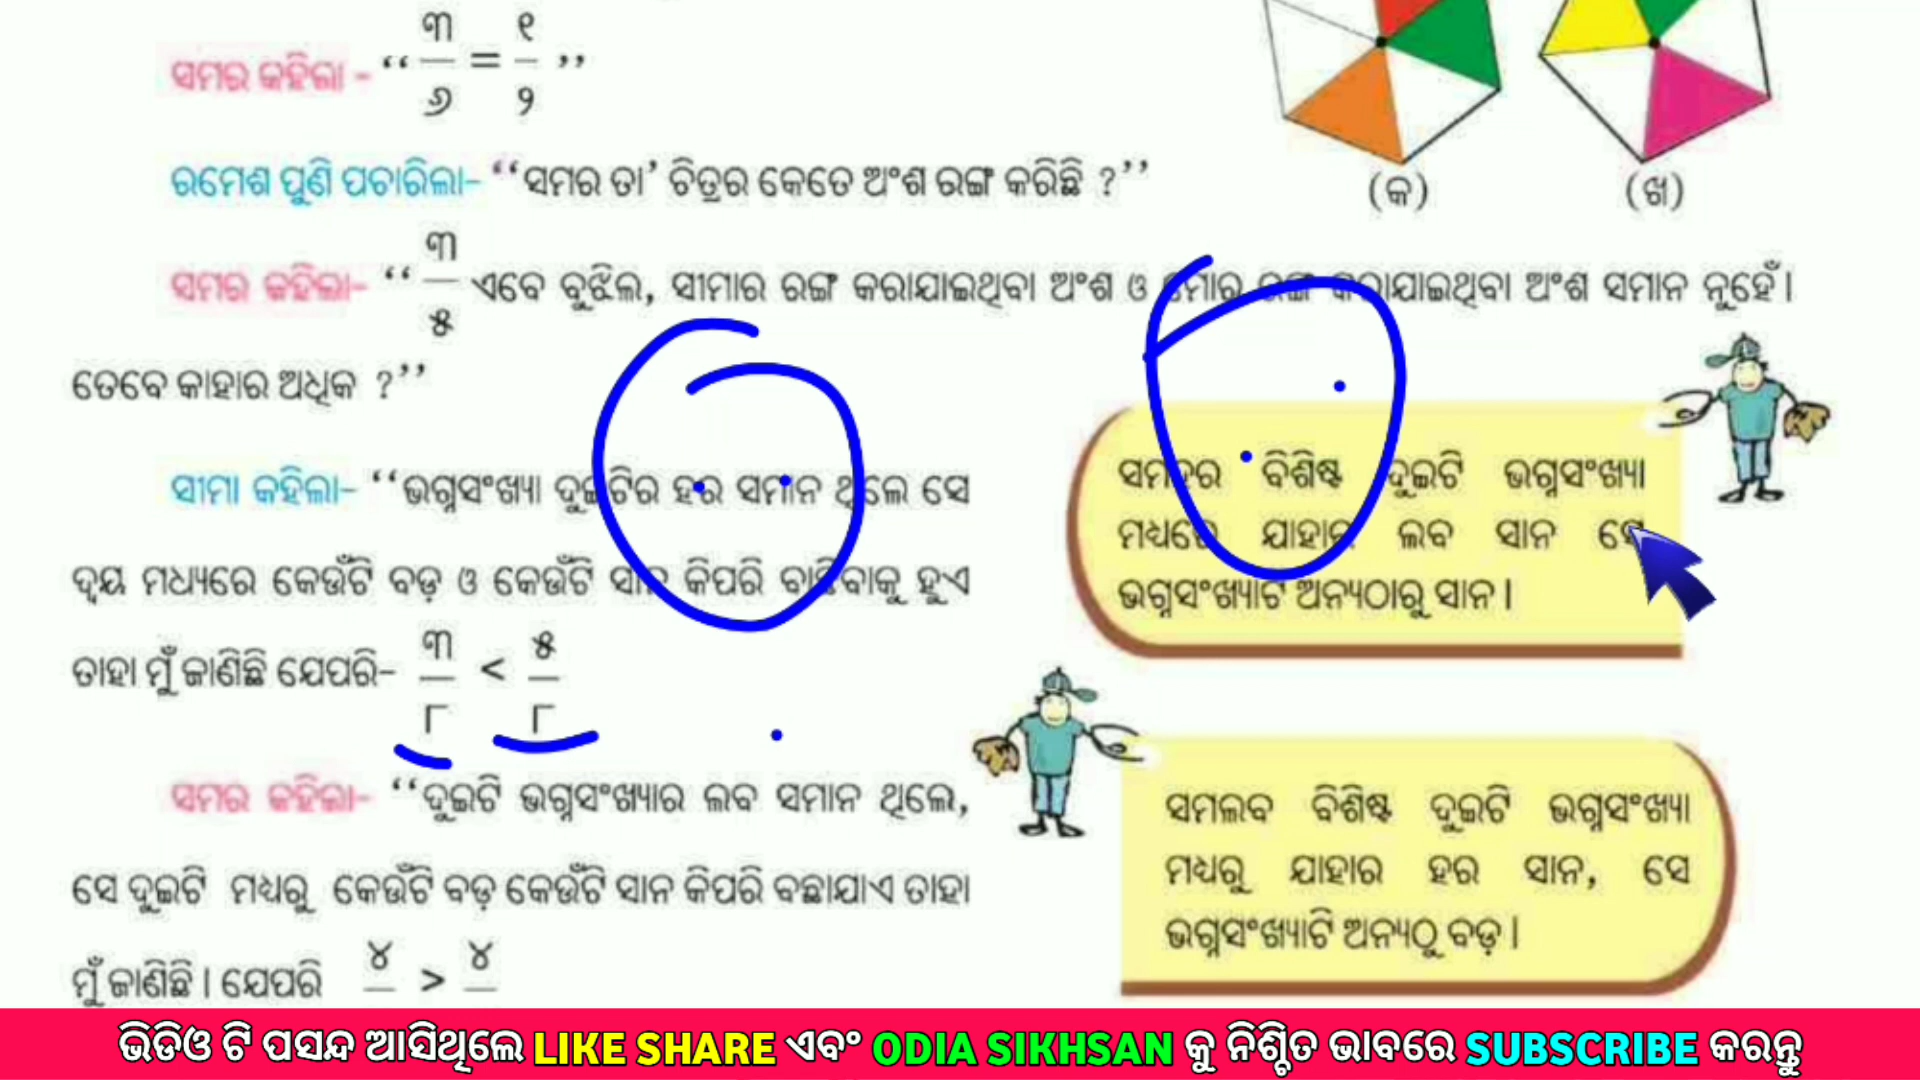 ସମର କହିଲା - ‘‘ ୩/୬ = ୧/୨ ’’
ରମେଶ ପୁଣି ପଚାରିଲା- ‘‘ସମର ତା’ ଚିତ୍ରର କେତେ ଅଂଶ ରଙ୍ଗ କରିଛି ?’’
(କ) (ଖ)
ସମର କହିଲା- ‘‘ ୩/୫ ଏବେ ବୁଝିଲ, ସୀମାର ରଙ୍ଗ କରାଯାଇଥିବା ଅଂଶ ଓ ମୋର ରଙ୍ଗ କରାଯାଇଥିବା ଅଂଶ ସମାନ ନୁହେଁ।
ତେବେ କାହାର ଅଧିକ ?’’
ସୀମା କହିଲା- ‘‘ଭଗ୍ନସଂଖ୍ୟା ଦୁଇଟିର ହର ସମାନ ଥିଲେ ସେ
ଦ୍ୱୟ ମଧ୍ୟରେ କେଉଁଟି ବଡ଼ ଓ କେଉଁଟି ସାନ କିପରି ବାଛିବାକୁ ହୁଏ
ତାହା ମୁଁ ଜାଣିଛି ଯେପରି- ୩/୮ < ୫/୮
ସମର କହିଲା- ‘‘ଦୁଇଟି ଭଗ୍ନସଂଖ୍ୟାର ଲବ ସମାନ ଥିଲେ,
ସେ ଦୁଇଟି ମଧ୍ୟରୁ କେଉଁଟି ବଡ଼ କେଉଁଟି ସାନ କିପରି ବଛାଯାଏ ତାହା
ମୁଁ ଜାଣିଛି। ଯେପରି ୪ > ୪
ସମହର ବିଶିଷ୍ଟ ଦୁଇଟି ଭଗ୍ନସଂଖ୍ୟା
ମଧ୍ୟରେ ଯାହାର ଲବ ସାନ ସେ
ଭଗ୍ନସଂଖ୍ୟାଟି ଅନ୍ୟଠାରୁ ସାନ।
ସମଲବ ବିଶିଷ୍ଟ ଦୁଇଟି ଭଗ୍ନସଂଖ୍ୟା
ମଧ୍ୟରୁ ଯାହାର ହର ସାନ, ସେ
ଭଗ୍ନସଂଖ୍ୟାଟି ଅନ୍ୟଠୁ ବଡ଼।
ଭିଡିଓ ଟି ପସନ୍ଦ ଆସିଥିଲେ LIKE SHARE ଏବଂ ODIA SIKHSAN କୁ ନିଶ୍ଚିତ ଭାବରେ SUBSCRIBE କରନ୍ତୁ